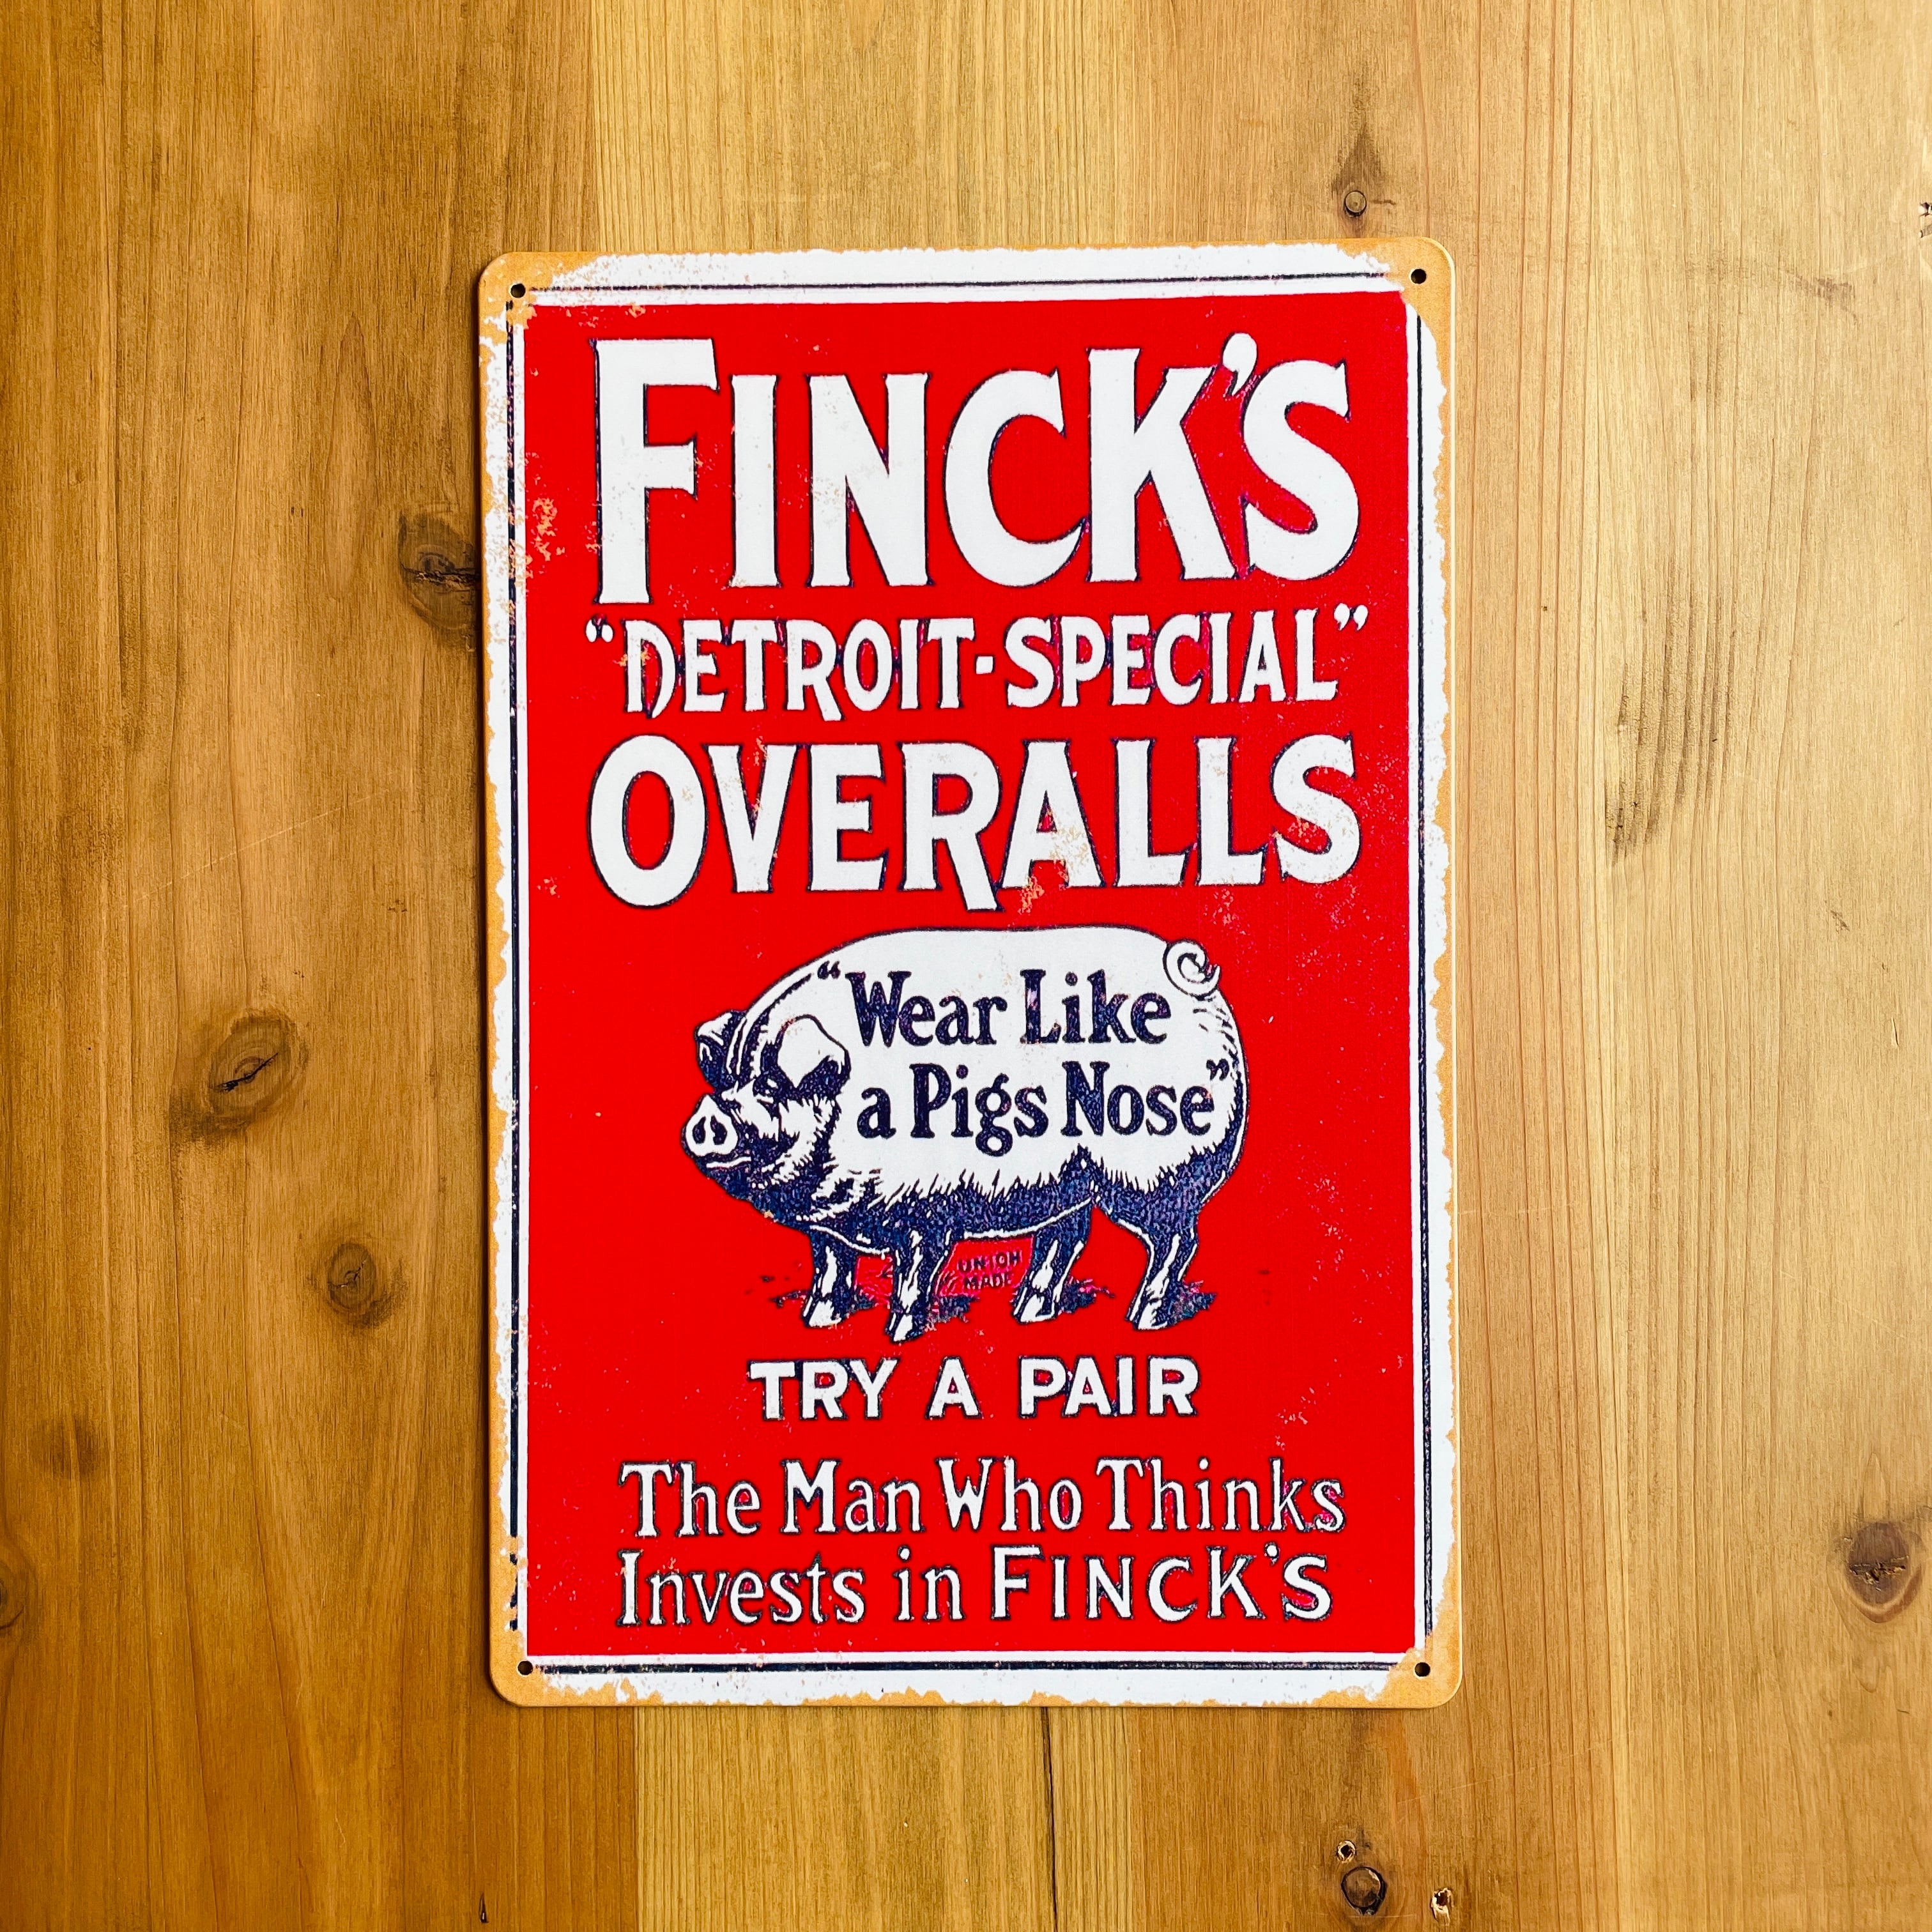 FINCK'S
"DETROIT-SPECIAL"
OVERALLS
"Wear Like
a Pigs Nose"
UNION
MADE
TRY A PAIR
The Man Who Thinks
Invests in FINCK'S